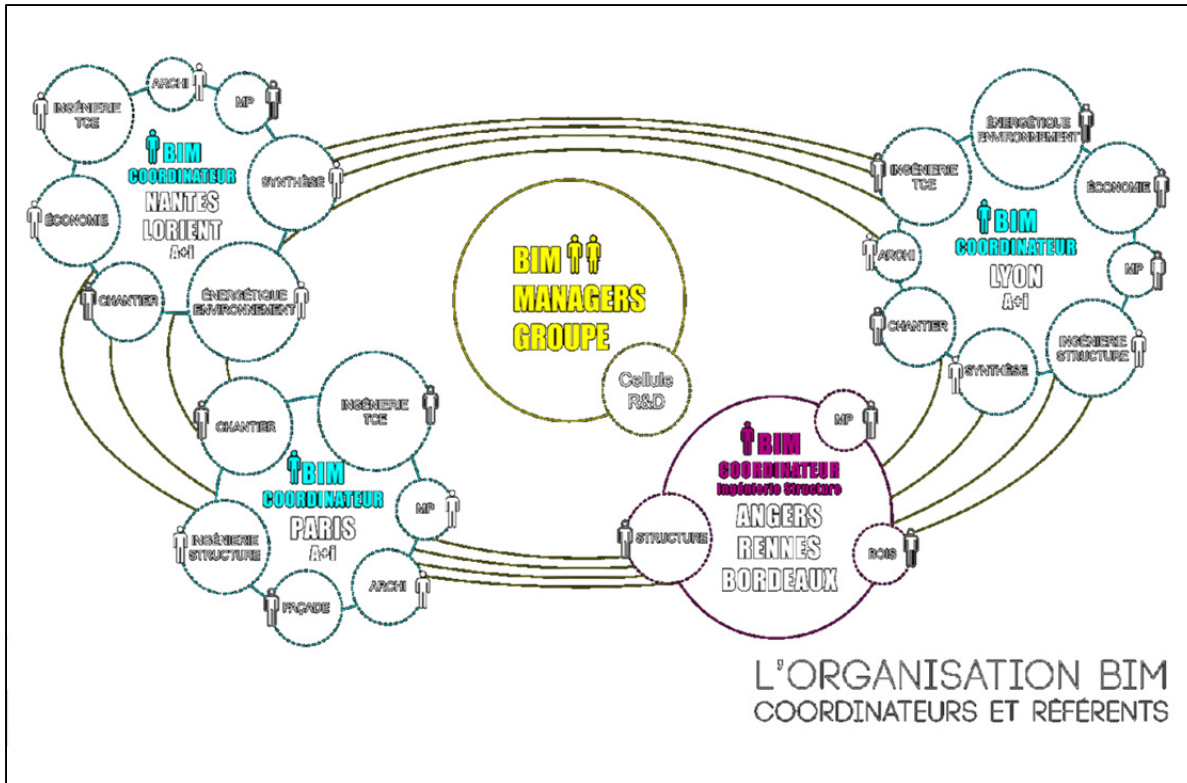 ARCHI
INGÉNIERIE
TCE
MP
BIM
COORDINATEUR
NANTES
LORIENT
A+i
SYNTHÈSE
ÉCONOMIE
CHANTIER
ÉNERGÉTIQUE
ENVIRONNEMENT
BIM
MANAGERS
GROUPE
Cellule
R&D
ÉNERGÉTIQUE
ENVIRONNEMENT
INGÉNIERIE
TCE
ÉCONOMIE
BIM
COORDINATEUR
LYON
A+i
ARCHI
MP
CHANTIER
SYNTHÈSE
INGÉNIERIE
STRUCTURE
CHANTIER
INGÉNIERIE
TCE
BIM
COORDINATEUR
PARIS
A+i
MP
INGÉNIERIE
STRUCTURE
FAÇADE
ARCHI
MP
BIM
COORDINATEUR
Ingénierie Structure
ANGERS
RENNES
BORDEAUX
STRUCTURE
BOIS
L'ORGANISATION BIM
COORDINATEURS ET RÉFÉRENTS